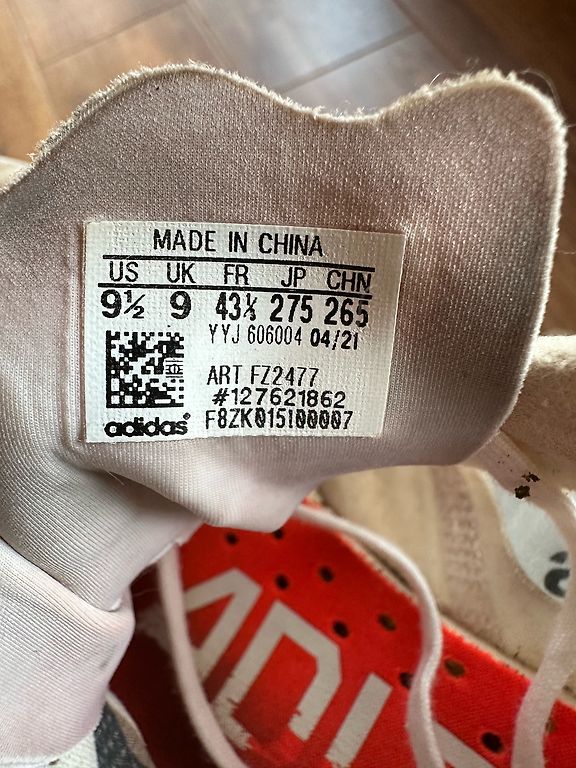 MADE IN CHINA
US UK FR JP CHN
9½ 9 43⅓ 275 265
YYJ 606004 04/21
ART FZ2477
#127621862
adidas F8ZK015100007